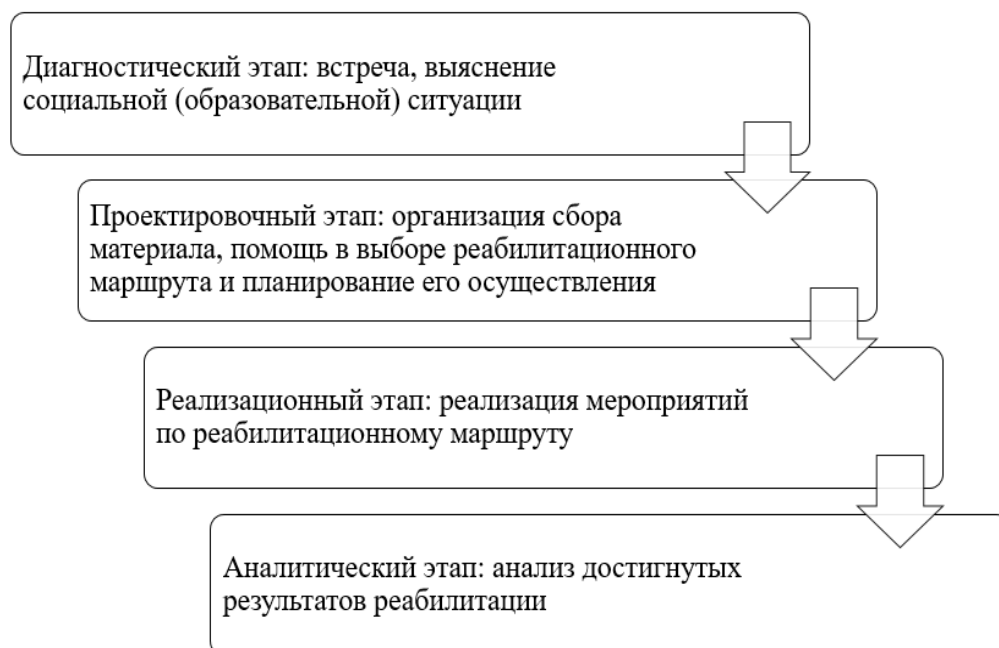 Диагностический этап: встреча, выяснение
социальной (образовательной) ситуации
Проектировочный этап: организация сбора
материала, помощь в выборе реабилитационного
маршрута и планирование его осуществления
Реализационный этап: реализация мероприятий
по реабилитационному маршруту
Аналитический этап: анализ достигнутых
результатов реабилитации